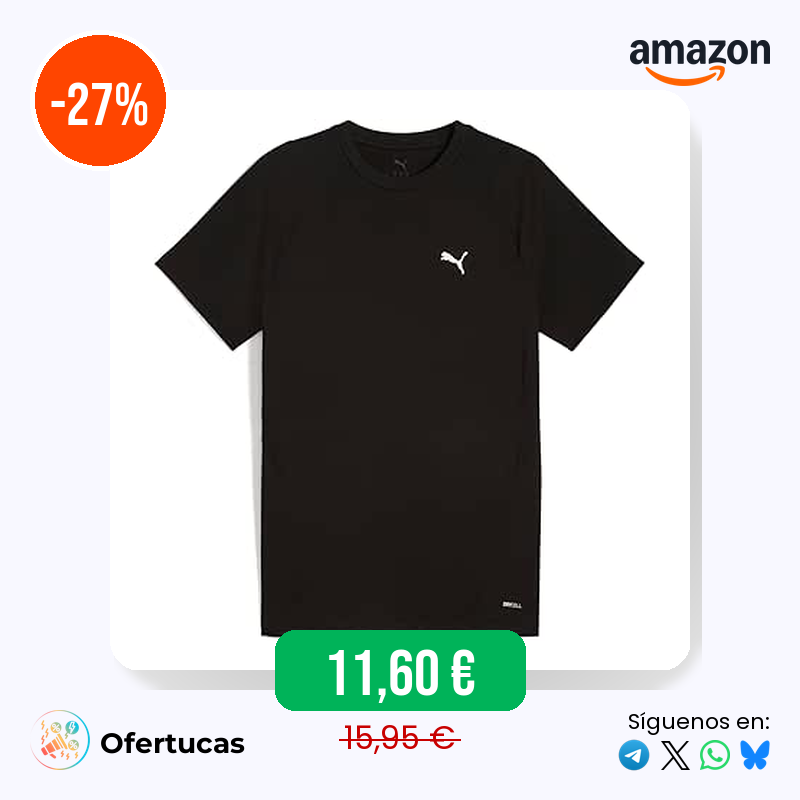 -27%
amazon
11,60 €
15,95 €
Ofertucas
Síguenos en: